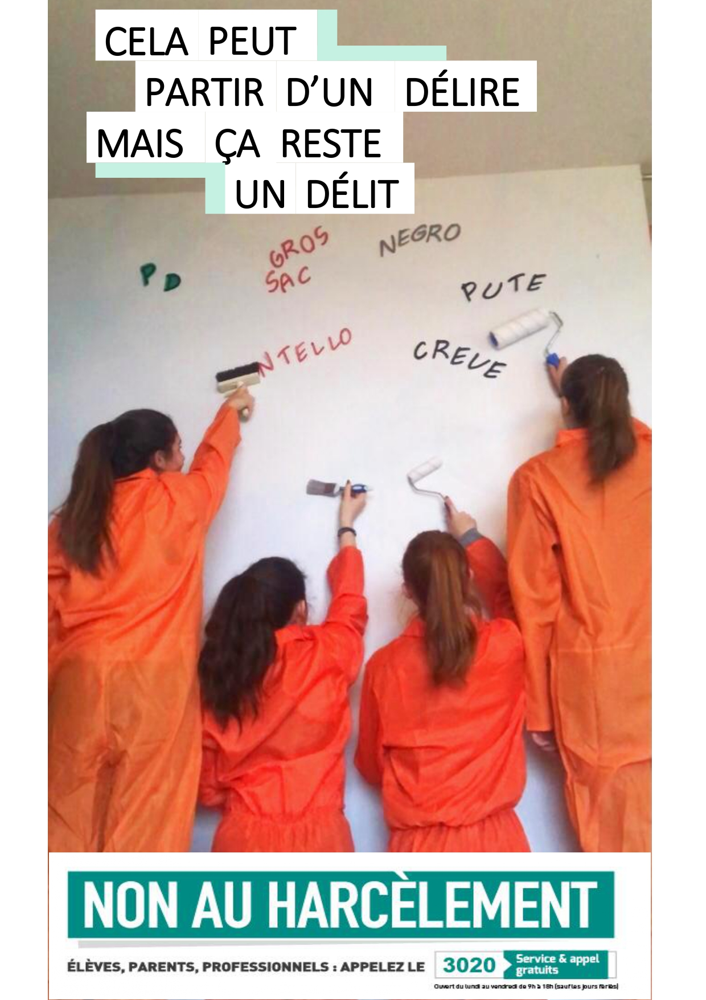 CELA PEUT
PARTIR D’UN DÉLIRE
MAIS ÇA RESTE
UN DÉLIT
GROS
SAC
NEGRO
PD
PUTE
NTELLO
CREVE
NON AU HARCÈLEMENT
ÉLÈVES, PARENTS, PROFESSIONNELS : APPELEZ LE 3020 Service & appel
gratuits
Ouvert du lundi au vendredi de 9h à 18h (sauf les jours fériés)